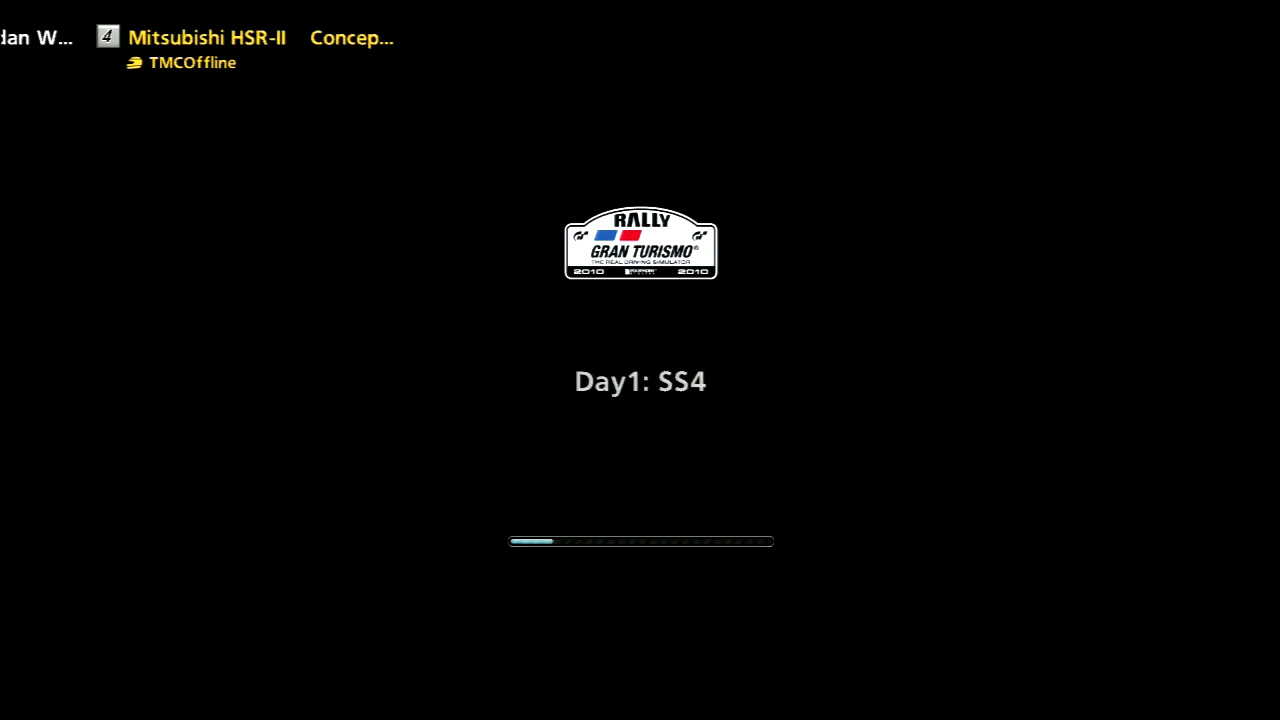 dan W... 4 Mitsubishi HSR-II Concep...
TMCOffline
RALLY
GRAN TURISMO®
THE REAL DRIVING SIMULATOR
2010 2010
Day1: SS4